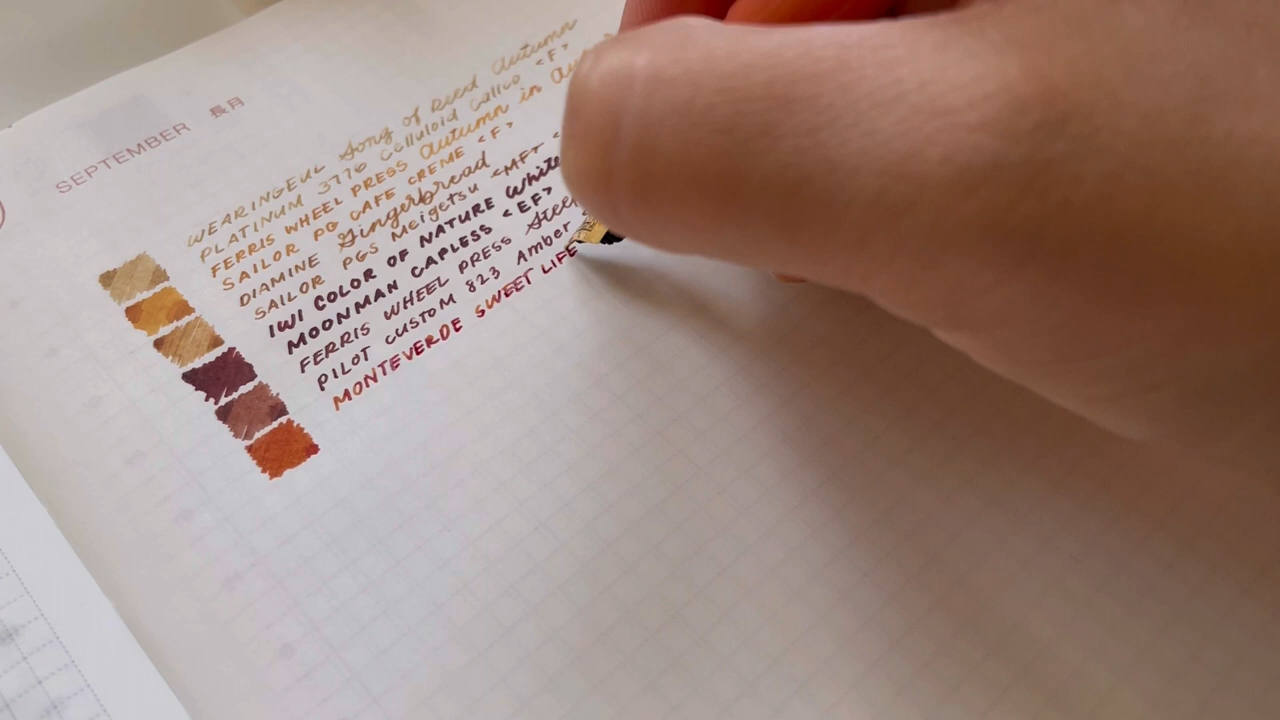 SEPTEMBER 長月
WEARINGEUL Song of Reed Autumn
PLATINUM 3776 Celluloid Calico <F>
FERRIS WHEEL PRESS Autumn in
SAILOR PG CAFE CREME <F>
DIAMINE Gingerbread
SAILOR PGS Meigetsu <MF>
IWI COLOR OF NATURE White
MOONMAN CAPLESS <EF>
FERRIS WHEEL PRESS
PILOT CUSTOM 823 Amber
MONTEVERDE SWEET LIFE